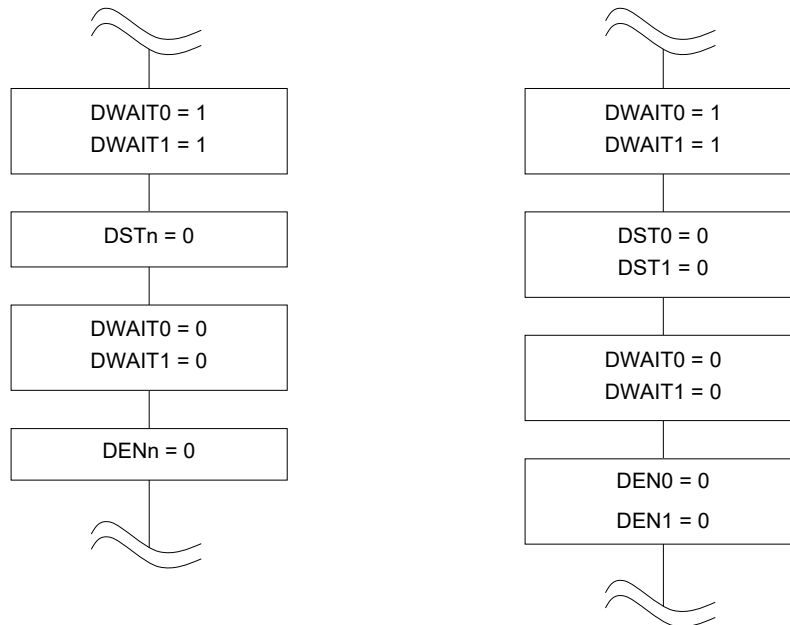 DWAIT0 = 1
DWAIT1 = 1
DSTn = 0
DWAIT0 = 0
DWAIT1 = 0
DENn = 0
DWAIT0 = 1
DWAIT1 = 1
DST0 = 0
DST1 = 0
DWAIT0 = 0
DWAIT1 = 0
DEN0 = 0
DEN1 = 0